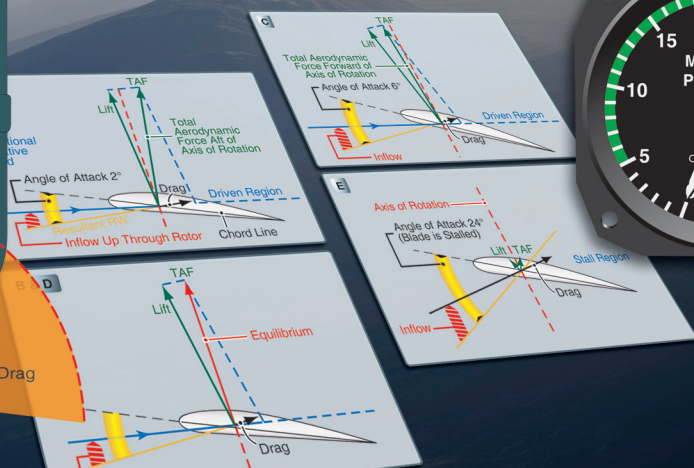 TAF
Lift
Total
Aerodynamic
Force Aft of
Axis of Rotation
Angle of Attack 2°
Drag
Driven Region
Resultant RW
Chord Line
Inflow Up Through Rotor
C
TAF
Lift
Total Aerodynamic
Force Forward of
Axis of Rotation
Angle of Attack 6°
Driven Region
Drag
Inflow
15
10
5
E
Axis of Rotation
Angle of Attack 24°
(Blade is Stalled)
Lift TAF
Stall Region
Drag
Inflow
B & D
TAF
Lift
Equilibrium
Drag
Drag